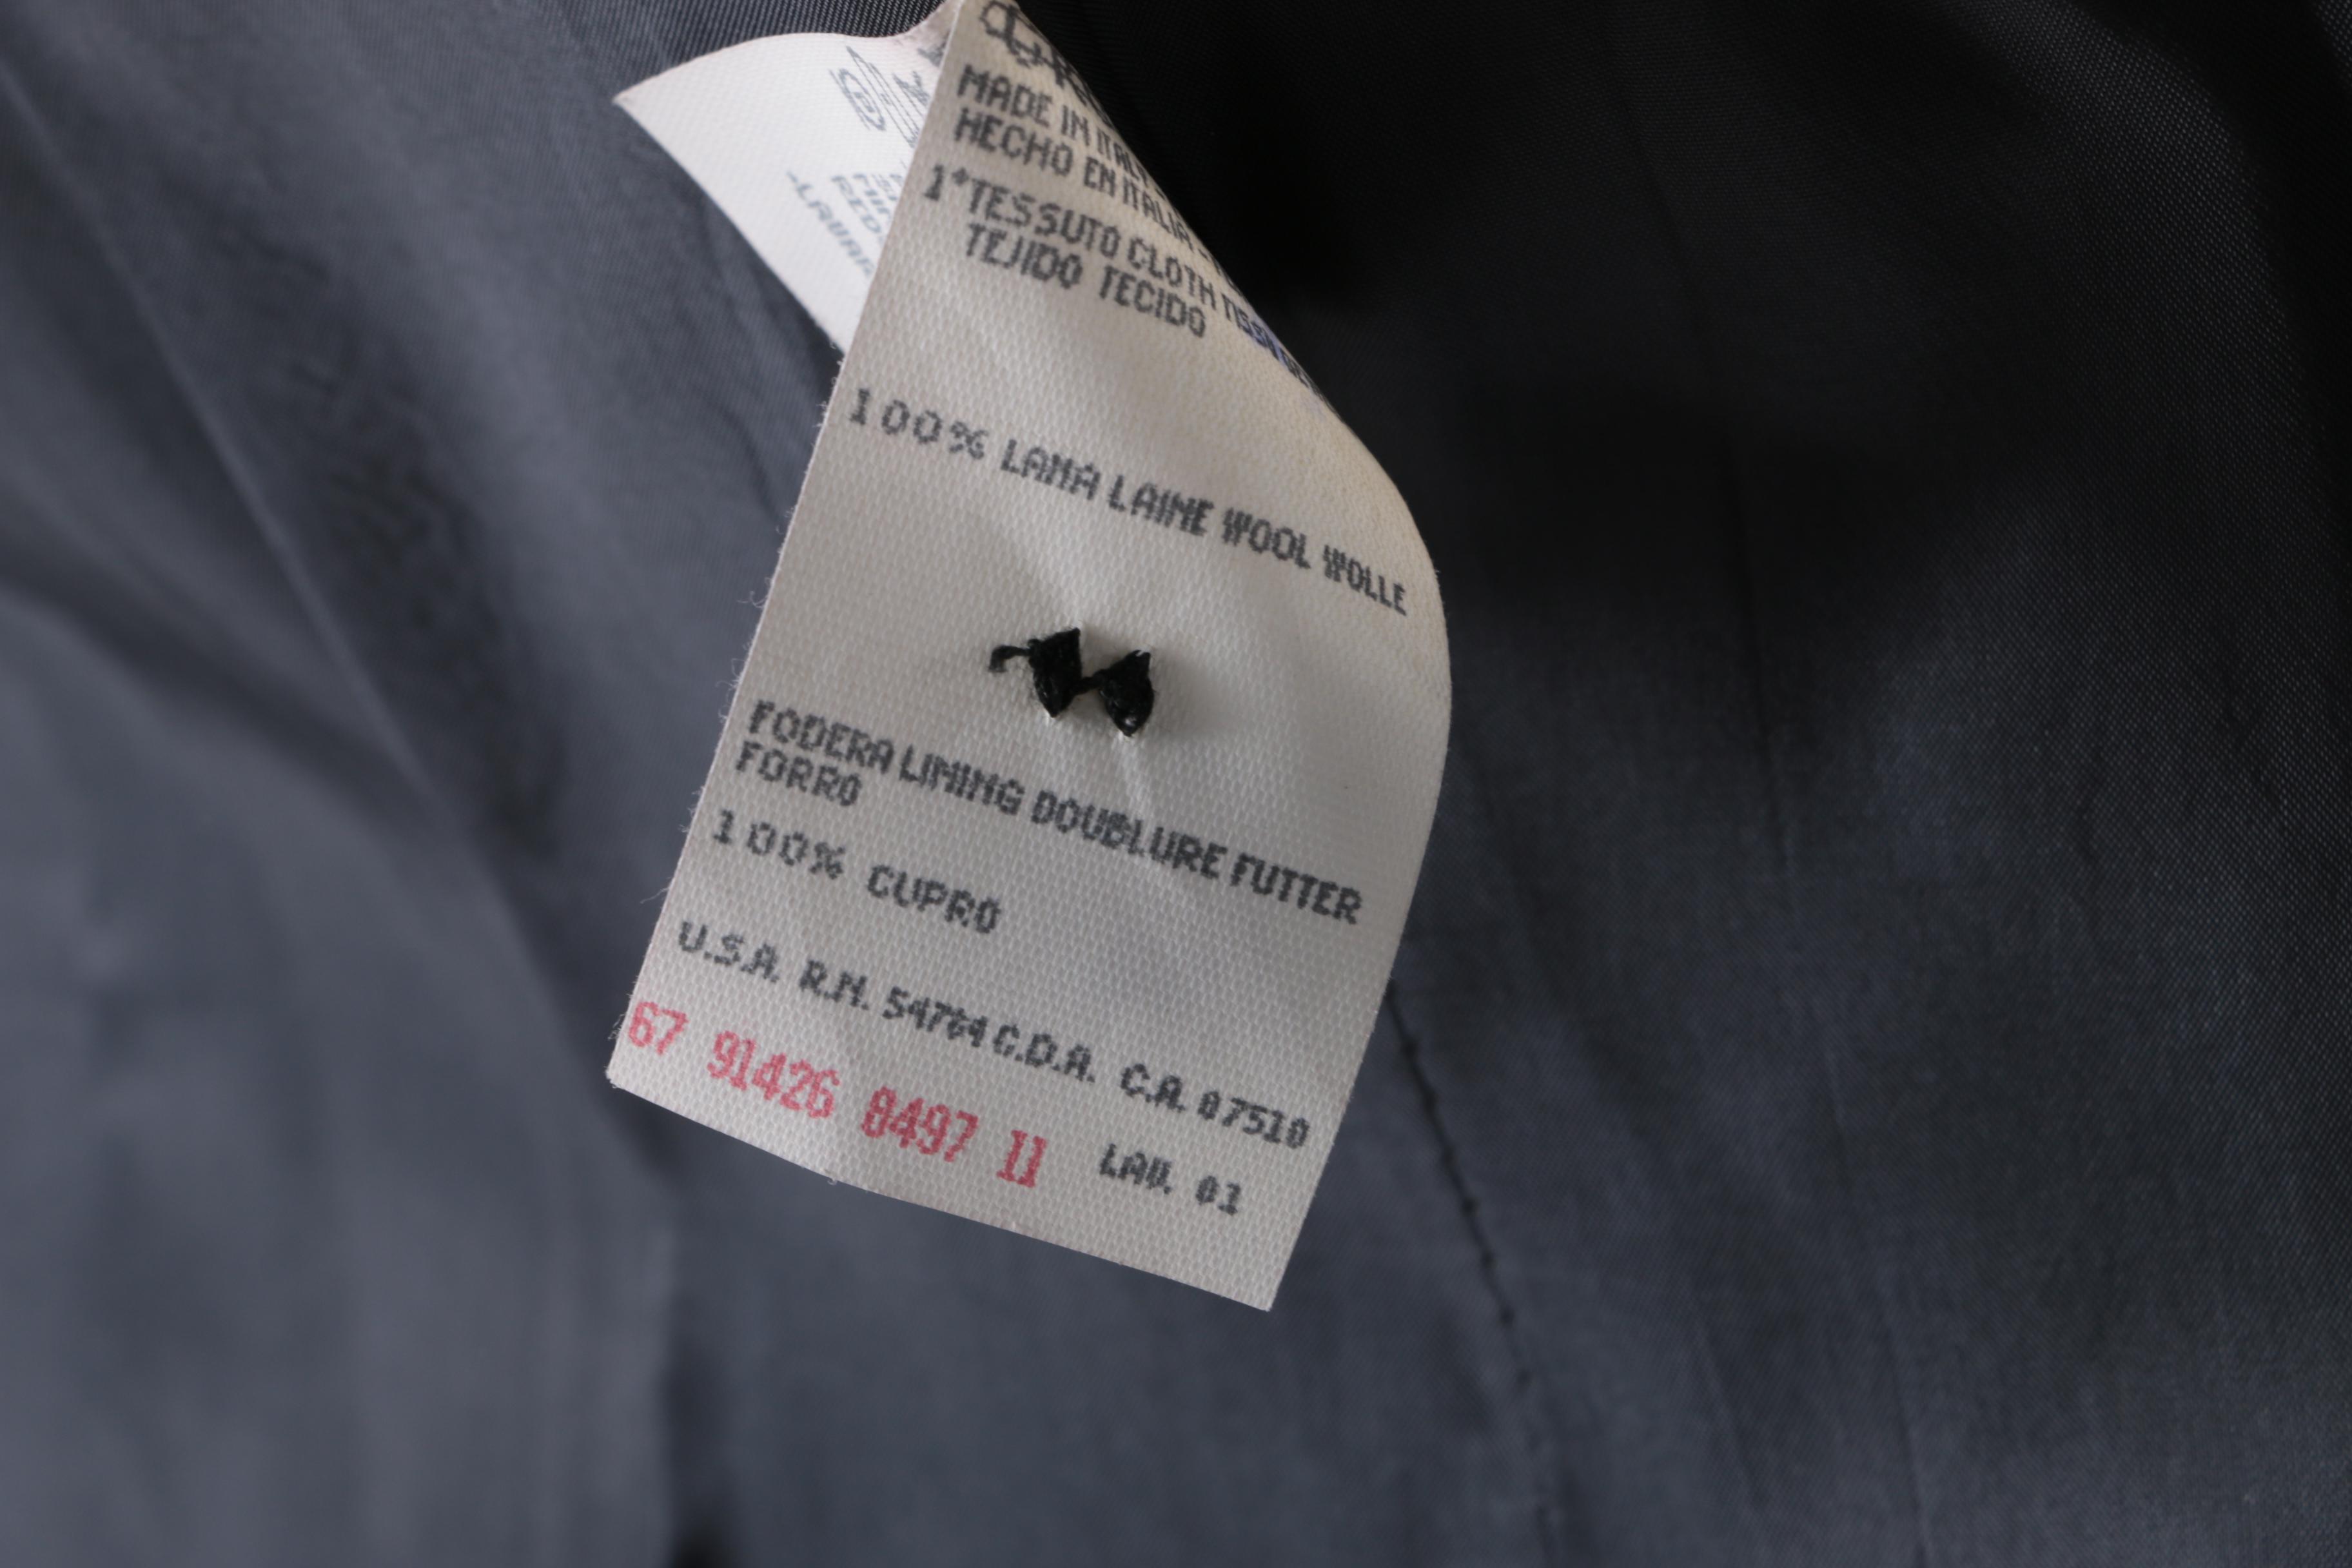 MADE IN ITALY
HECHO EN ITALIA -
1°TESSUTO CLOTH TISSU
TEJIDO TECIDO
100% LANA LAINE WOOL WOLLE
FODERA LINING DOUBLURE FUTTER
FORRO
100% CUPRO
U.S.A. R.N. 54764 C.D.A. C.A. 07510
67 91426 8497 11 LAV. 01